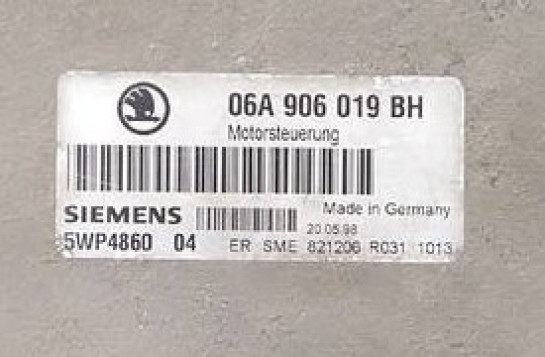 06A 906 019 BH
Motorsteuerung
SIEMENS
Made in Germany
20.05.98
5WP4860 04
ER SME 821206 R031 1013